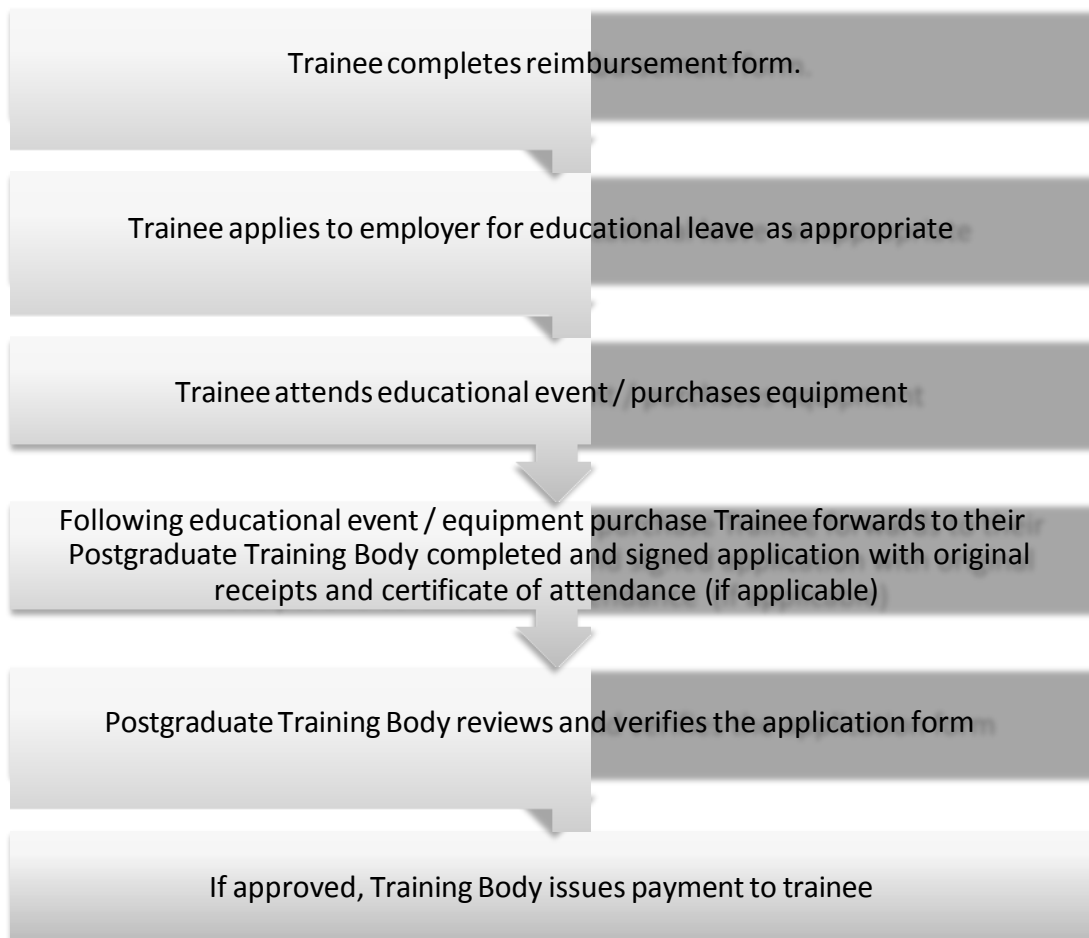 Trainee completes reimbursement form.
Trainee applies to employer for educational leave as appropriate
Trainee attends educational event / purchases equipment
Following educational event / equipment purchase Trainee forwards to their
Postgraduate Training Body completed and signed application with original
receipts and certificate of attendance (if applicable)
Postgraduate Training Body reviews and verifies the application form
If approved, Training Body issues payment to trainee